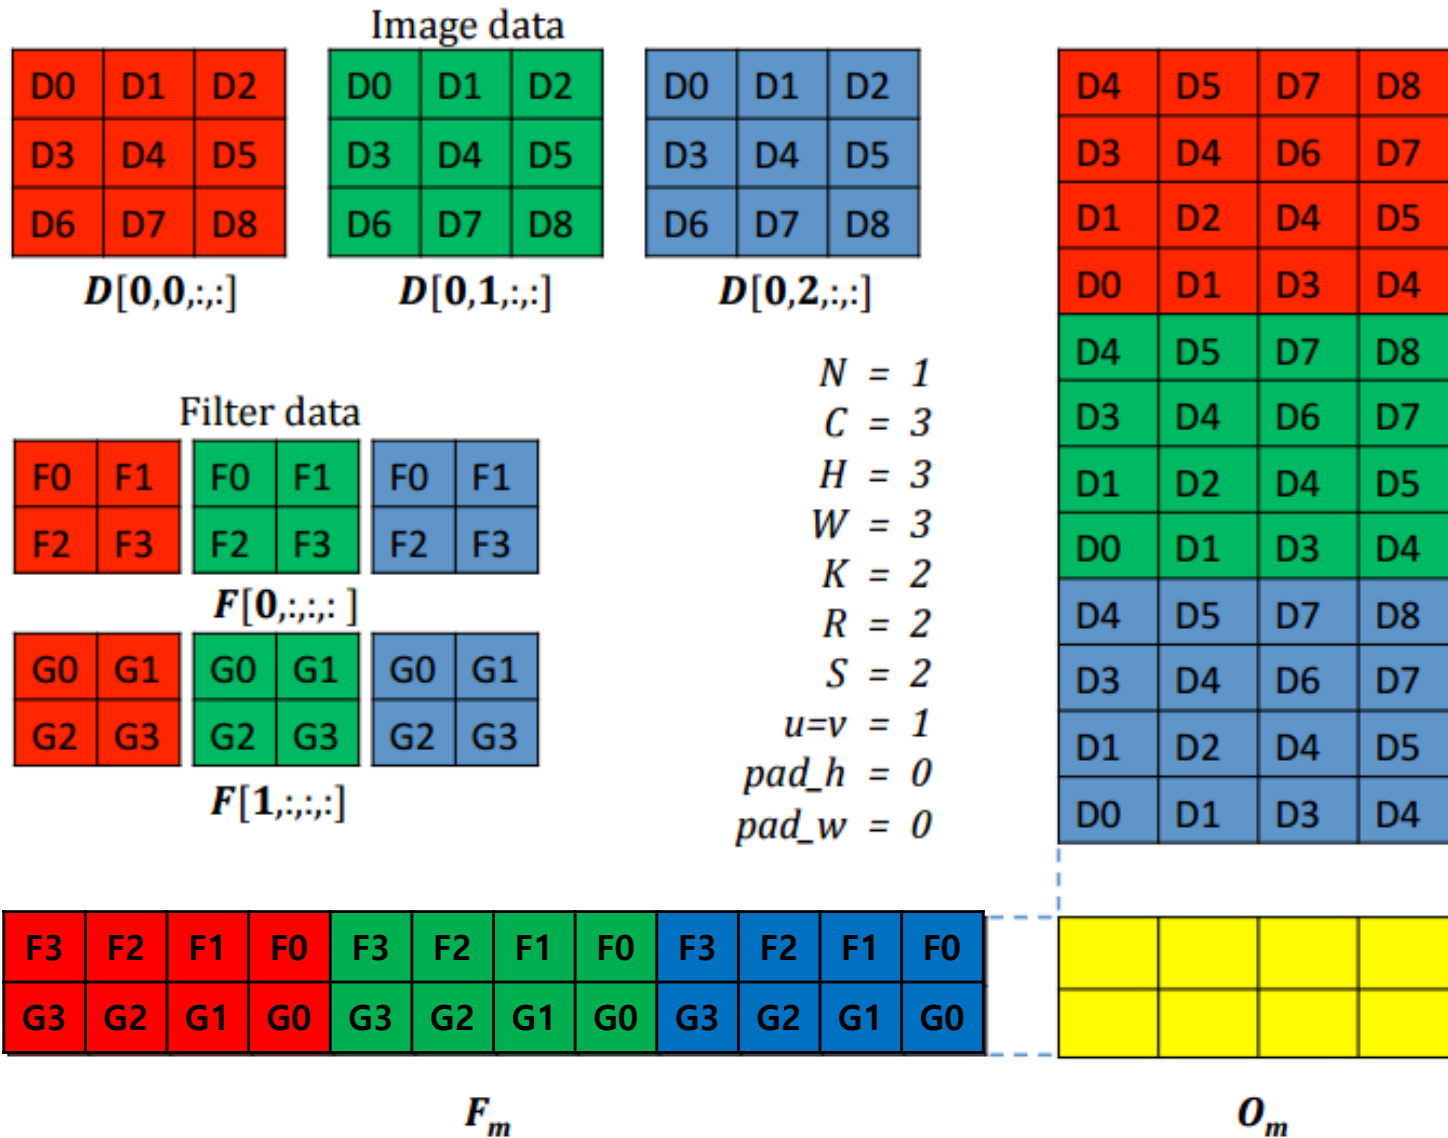 Image data
D0 D1 D2
D3 D4 D5
D6 D7 D8
D[0,0,:,:]
D0 D1 D2
D3 D4 D5
D6 D7 D8
D[0,1,:,:]
D0 D1 D2
D3 D4 D5
D6 D7 D8
D[0,2,:,:]
Filter data
F0 F1 F0 F1 F0 F1
F2 F3 F2 F3 F2 F3
F[0,:,:,: ]
G0 G1 G0 G1 G0 G1
G2 G3 G2 G3 G2 G3
F[1,:,:,:]
N = 1
C = 3
H = 3
W = 3
K = 2
R = 2
S = 2
u=v = 1
pad_h = 0
pad_w = 0
D4 D5 D7 D8
D3 D4 D6 D7
D1 D2 D4 D5
D0 D1 D3 D4
D4 D5 D7 D8
D3 D4 D6 D7
D1 D2 D4 D5
D0 D1 D3 D4
D4 D5 D7 D8
D3 D4 D6 D7
D1 D2 D4 D5
D0 D1 D3 D4
F3 F2 F1 F0 F3 F2 F1 F0 F3 F2 F1 F0
G3 G2 G1 G0 G3 G2 G1 G0 G3 G2 G1 G0
Fm
Om